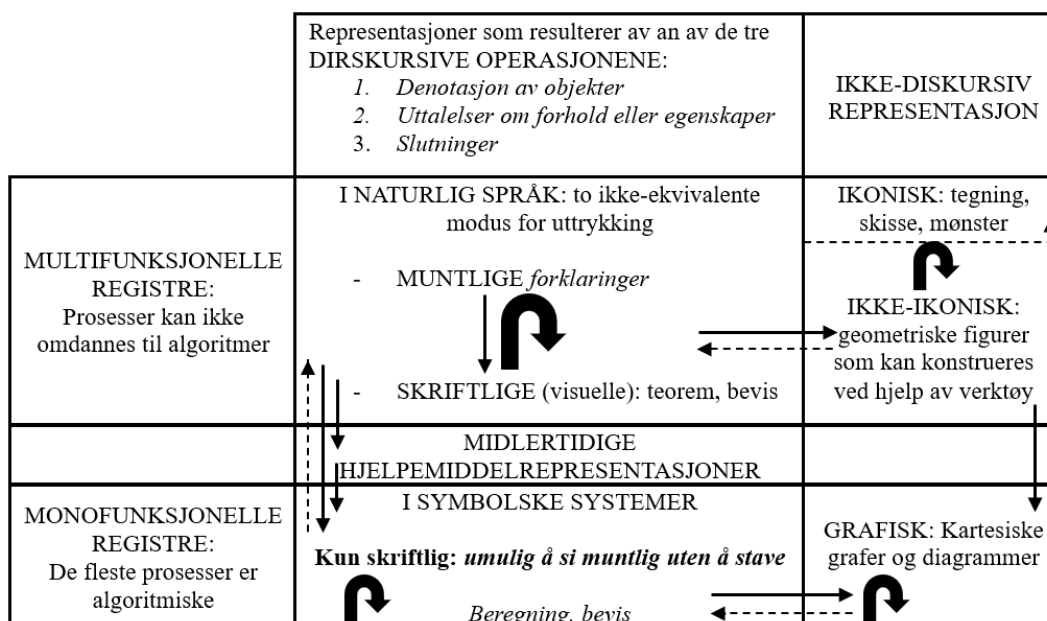 Representasjoner som resulterer av an av de tre
DIRSKURSIVE OPERASJONENE:
1. Denotasjon av objekter
2. Uttalelser om forhold eller egenskaper
3. Slutninger
IKKE-DISKURSIV
REPRESENTASJON
MULTIFUNKSJONELLE
REGISTRE:
Prosesser kan ikke
omdannes til algoritmer
I NATURLIG SPRÅK: to ikke-ekvivalente
modus for uttrykking
- MUNTLIGE forklaringer
- SKRIFTLIGE (visuelle): teorem, bevis
IKONISK: tegning,
skisse, mønster
IKKE-IKONISK:
geometriske figurer
som kan konstrueres
ved hjelp av verktøy
MIDLERTIDIGE
HJELPEMIDDELREPRESENTASJONER
MONOFUNKSJONELLE
REGISTRE:
De fleste prosesser er
algoritmiske
I SYMBOLSKE SYSTEMER
Kun skriftlig: umulig å si muntlig uten å stave
Beregning, bevis
GRAFISK: Kartesiske
grafer og diagrammer